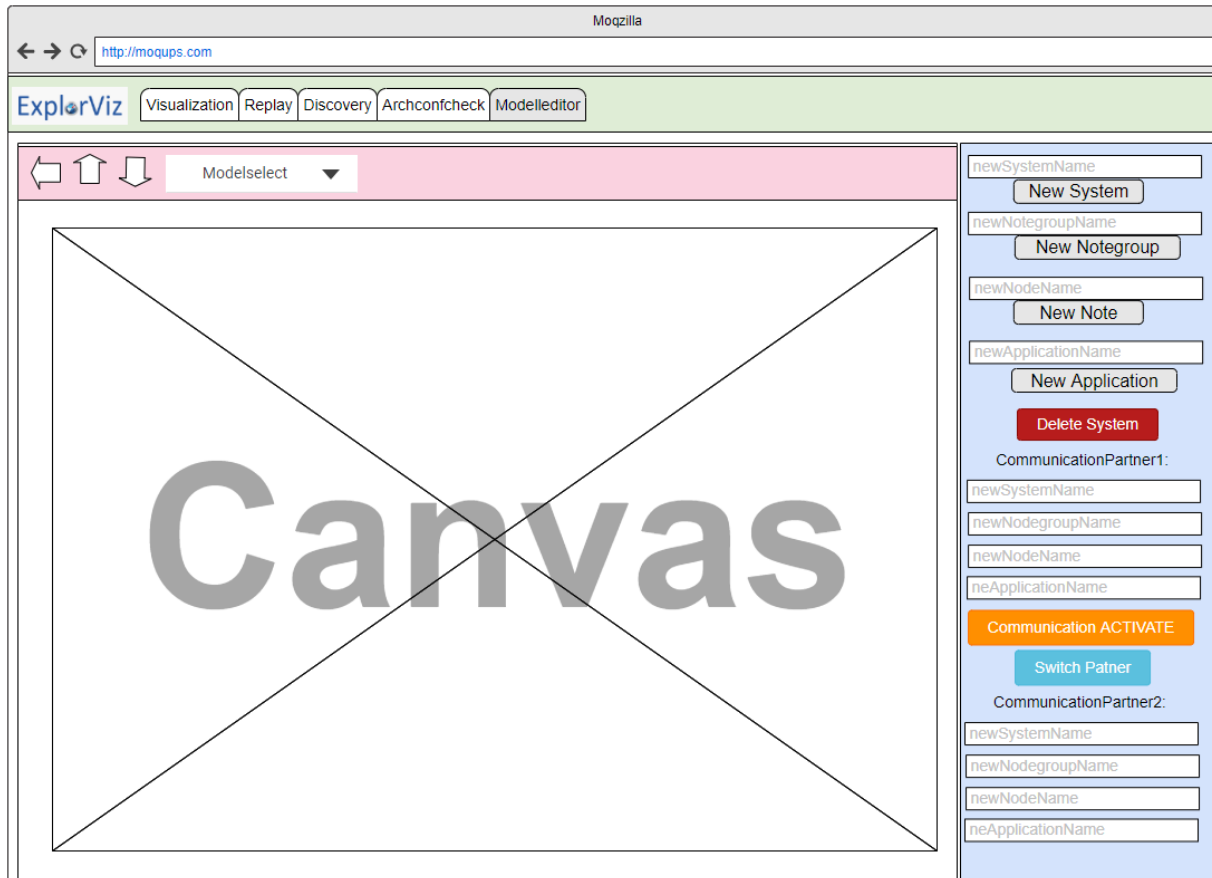 Moqzilla
http://moqups.com
ExplorViz
Visualization Replay Discovery Archconfcheck Modelleditor
Modelselect
Canvas
newSystemName
New System
newNotegroupName
New Notegroup
newNodeName
New Note
newApplicationName
New Application
Delete System
CommunicationPartner1:
newSystemName
newNodegroupName
newNodeName
neApplicationName
Communication ACTIVATE
Switch Patner
CommunicationPartner2:
newSystemName
newNodegroupName
newNodeName
neApplicationName